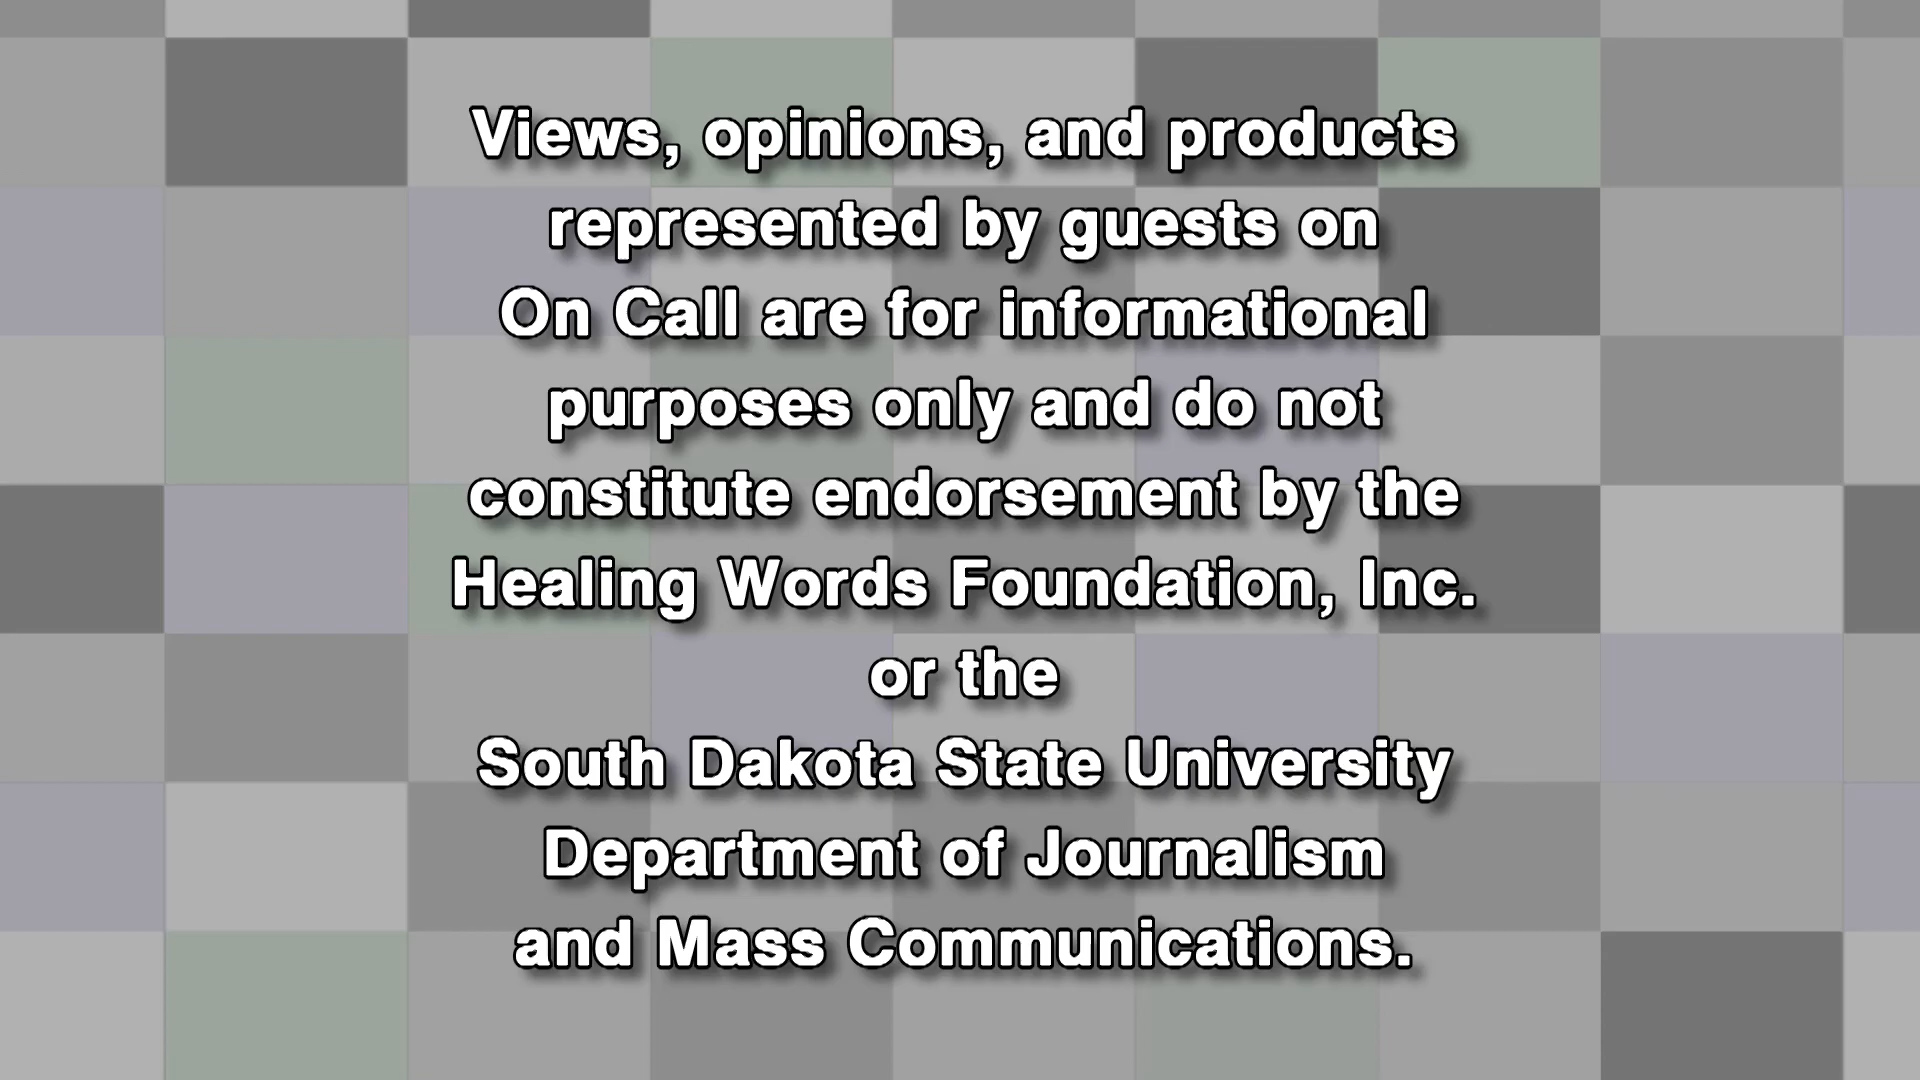 Views, opinions, and products
represented by guests on
On Call are for informational
purposes only and do not
constitute endorsement by the
Healing Words Foundation, Inc.
or the
South Dakota State University
Department of Journalism
and Mass Communications.